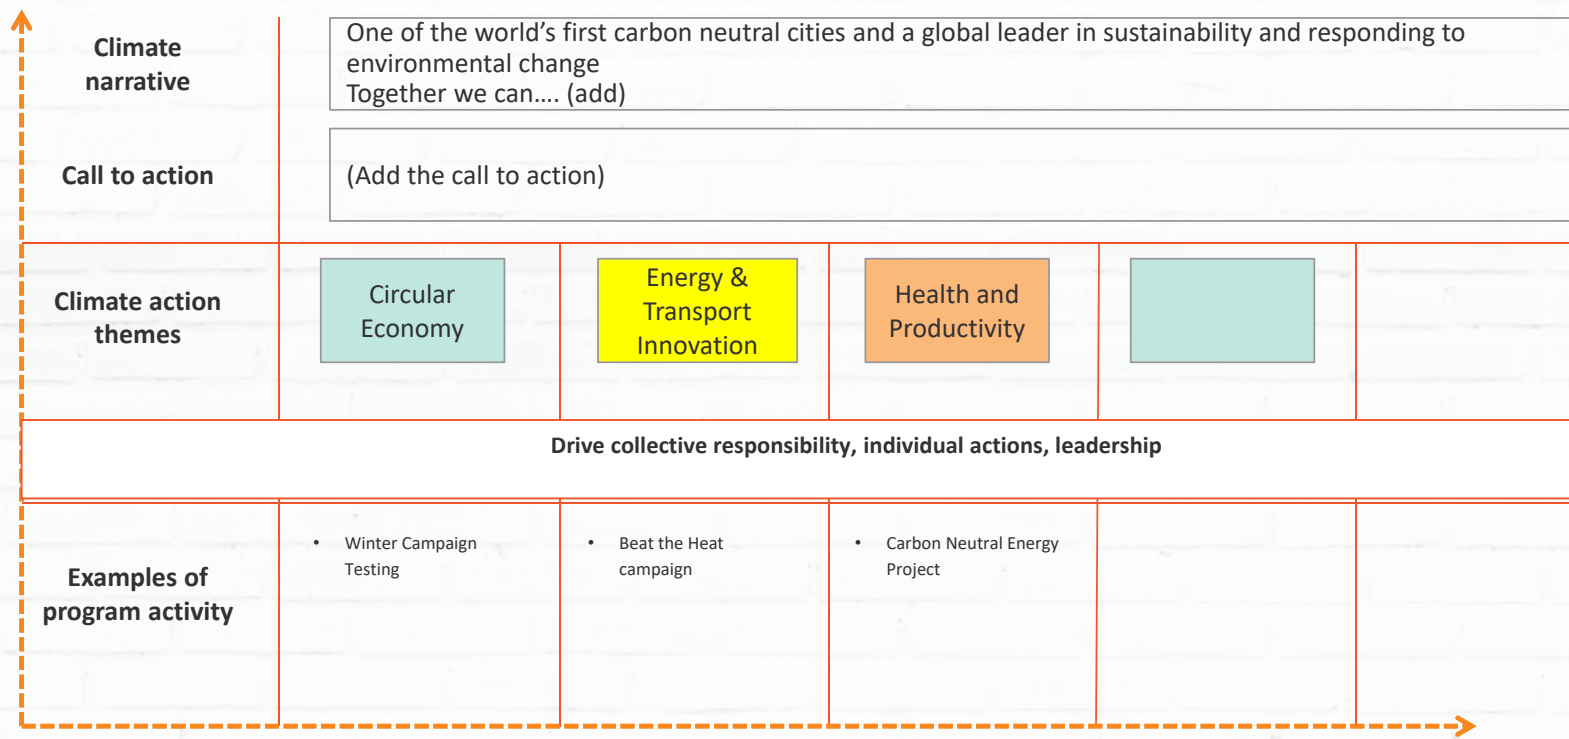 Climate
narrative
One of the world’s first carbon neutral cities and a global leader in sustainability and responding to
environmental change
Together we can…. (add)
Call to action
(Add the call to action)
Climate action
themes
Circular
Economy
Energy &
Transport
Innovation
Health and
Productivity
Drive collective responsibility, individual actions, leadership
Examples of
program activity
• Winter Campaign
Testing
• Beat the Heat
campaign
• Carbon Neutral Energy
Project